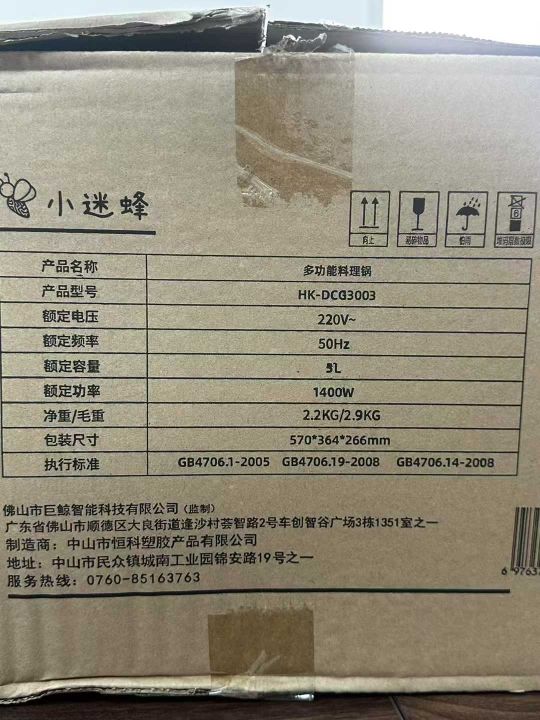 小迷蜂
向上 易碎物品 怕雨 堆码层数极限
6
产品名称 多功能料理锅
产品型号 HK-DCG3003
额定电压 220V~
额定频率 50Hz
额定容量 5L
额定功率 1400W
净重/毛重 2.2KG/2.9KG
包装尺寸 570*364*266mm
执行标准 GB4706.1-2005 GB4706.19-2008 GB4706.14-2008
佛山市巨鲸智能科技有限公司(监制)
广东省佛山市顺德区大良街道逢沙村荟智路2号车创智谷广场3栋1351室之一
制造商：中山市恒科塑胶产品有限公司
地址：中山市民众镇城南工业园锦安路19号之一
服务热线：0760-85163763